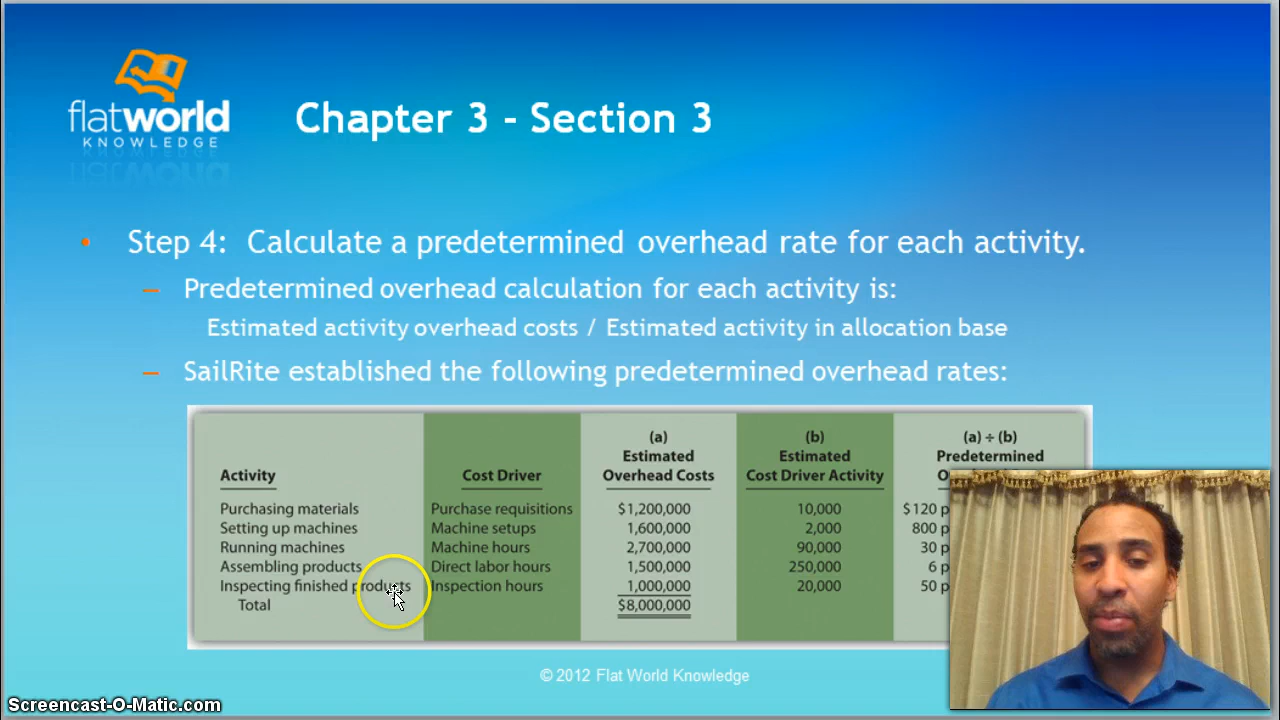 flatworld
KNOWLEDGE
Chapter 3 - Section 3
• Step 4: Calculate a predetermined overhead rate for each activity.
– Predetermined overhead calculation for each activity is:
Estimated activity overhead costs / Estimated activity in allocation base
– SailRite established the following predetermined overhead rates:
(a) (b) (a) ÷ (b)
Estimated Estimated Predetermined
Activity Cost Driver Overhead Costs Cost Driver Activity
Purchasing materials Purchase requisitions $1,200,000 10,000 $120 p
Setting up machines Machine setups 1,600,000 2,000 800 p
Running machines Machine hours 2,700,000 90,000 30 p
Assembling products Direct labor hours 1,500,000 250,000 6 p
Inspecting finished products Inspection hours 1,000,000 20,000 50 p
Total $8,000,000
© 2012 Flat World Knowledge
Screencast-O-Matic.com